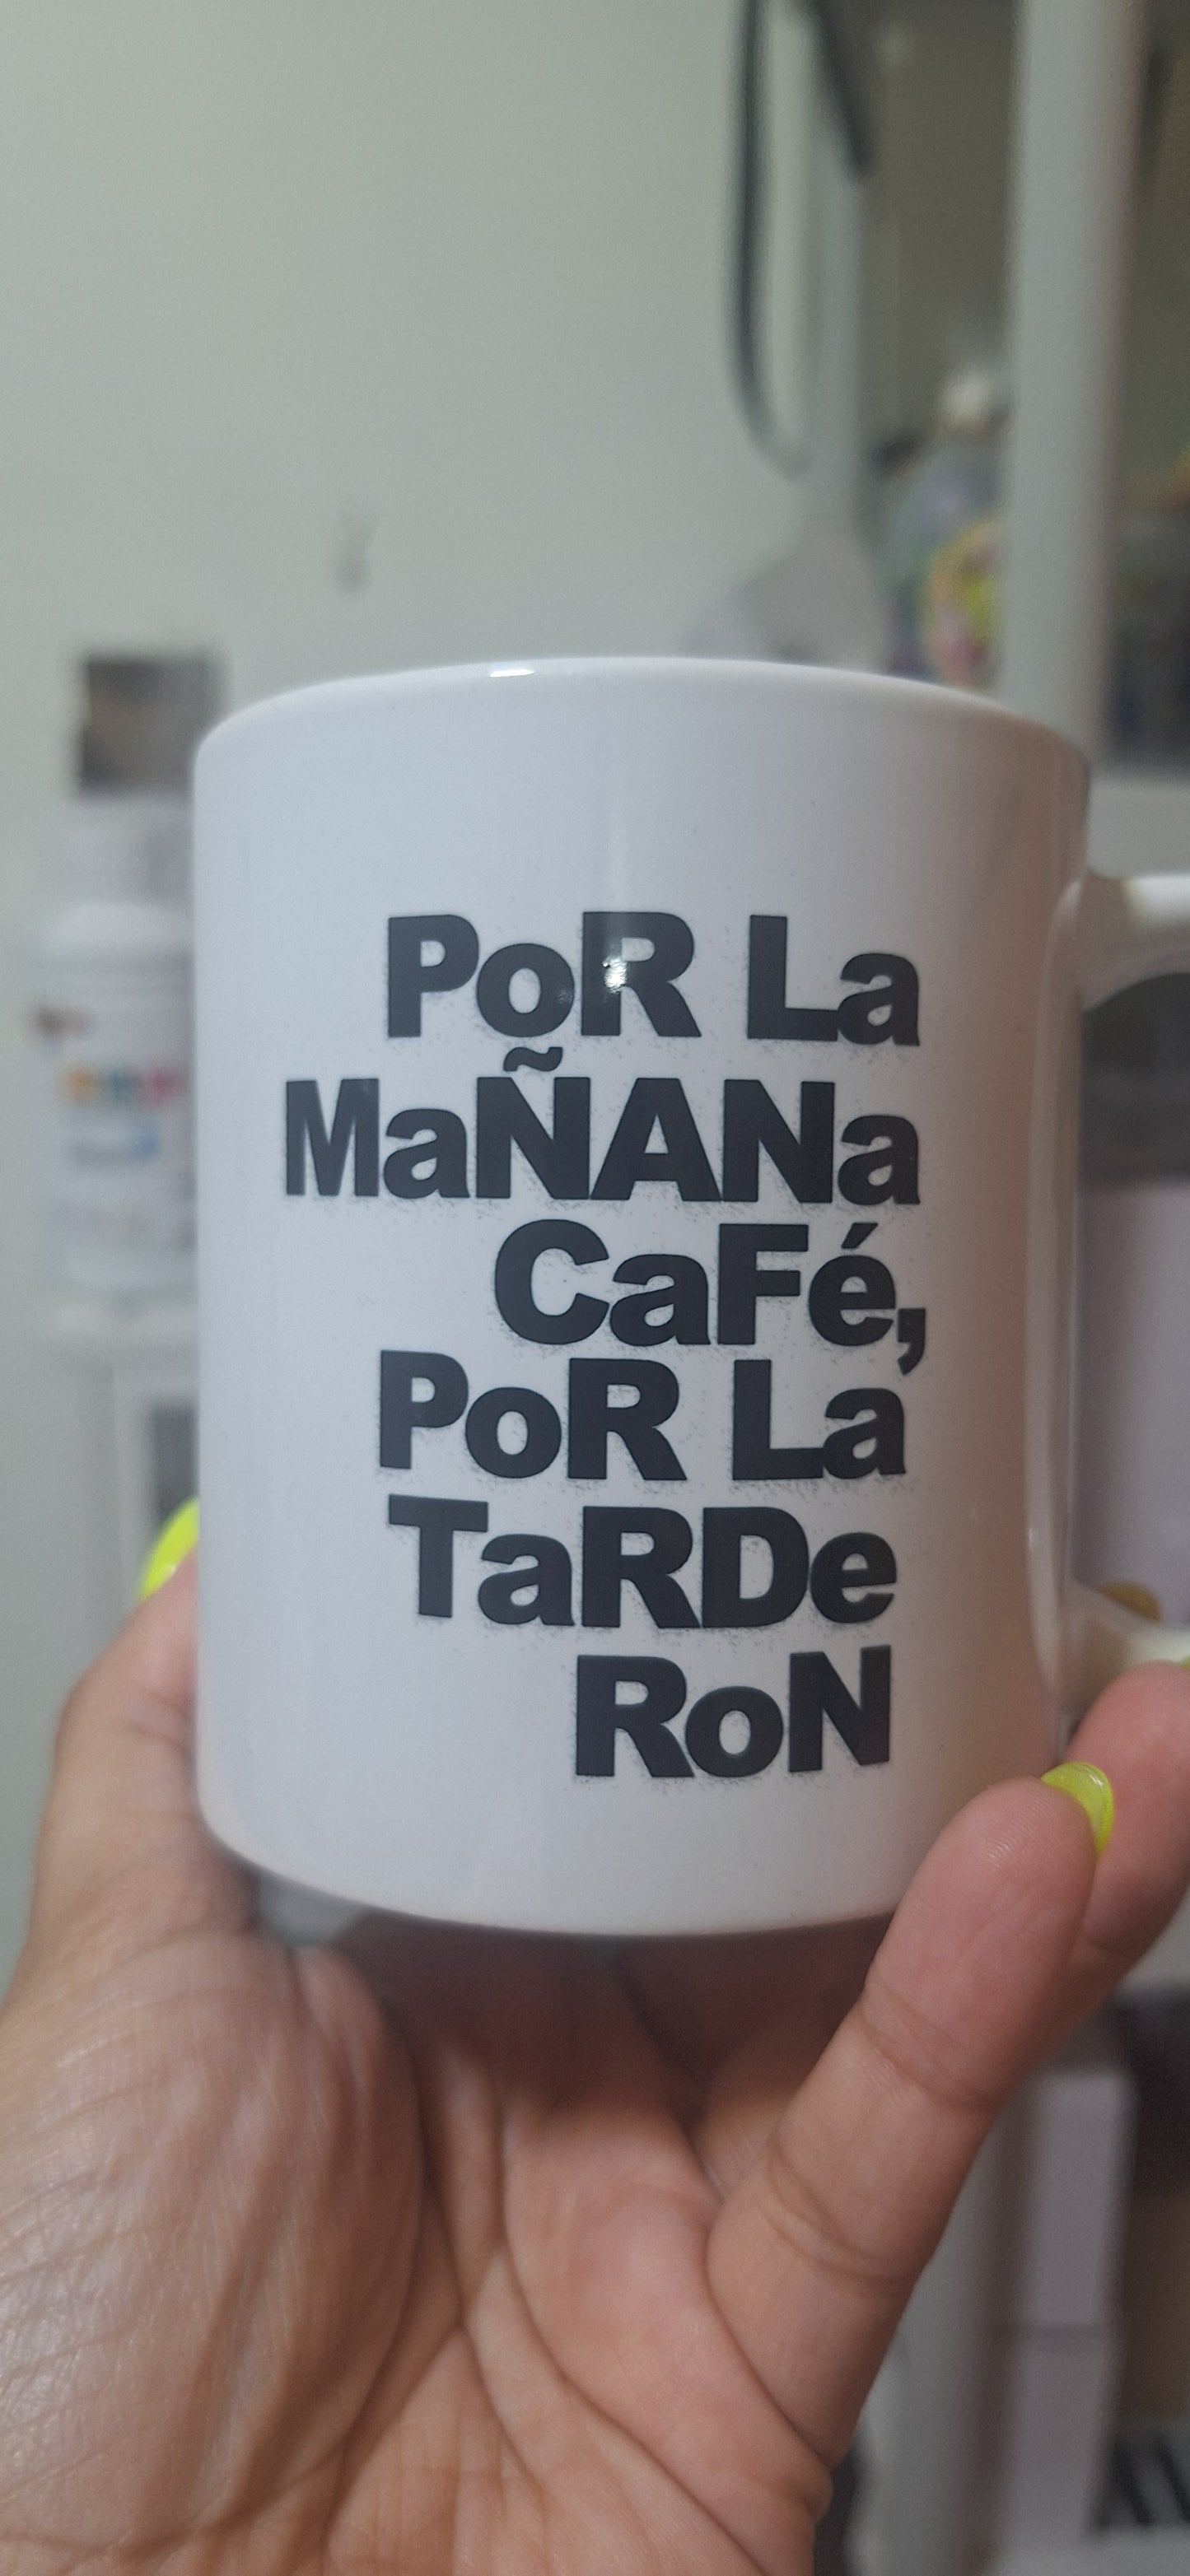 PoR La
MaÑANa
CaFé,
PoR La
TaRDe
RoN